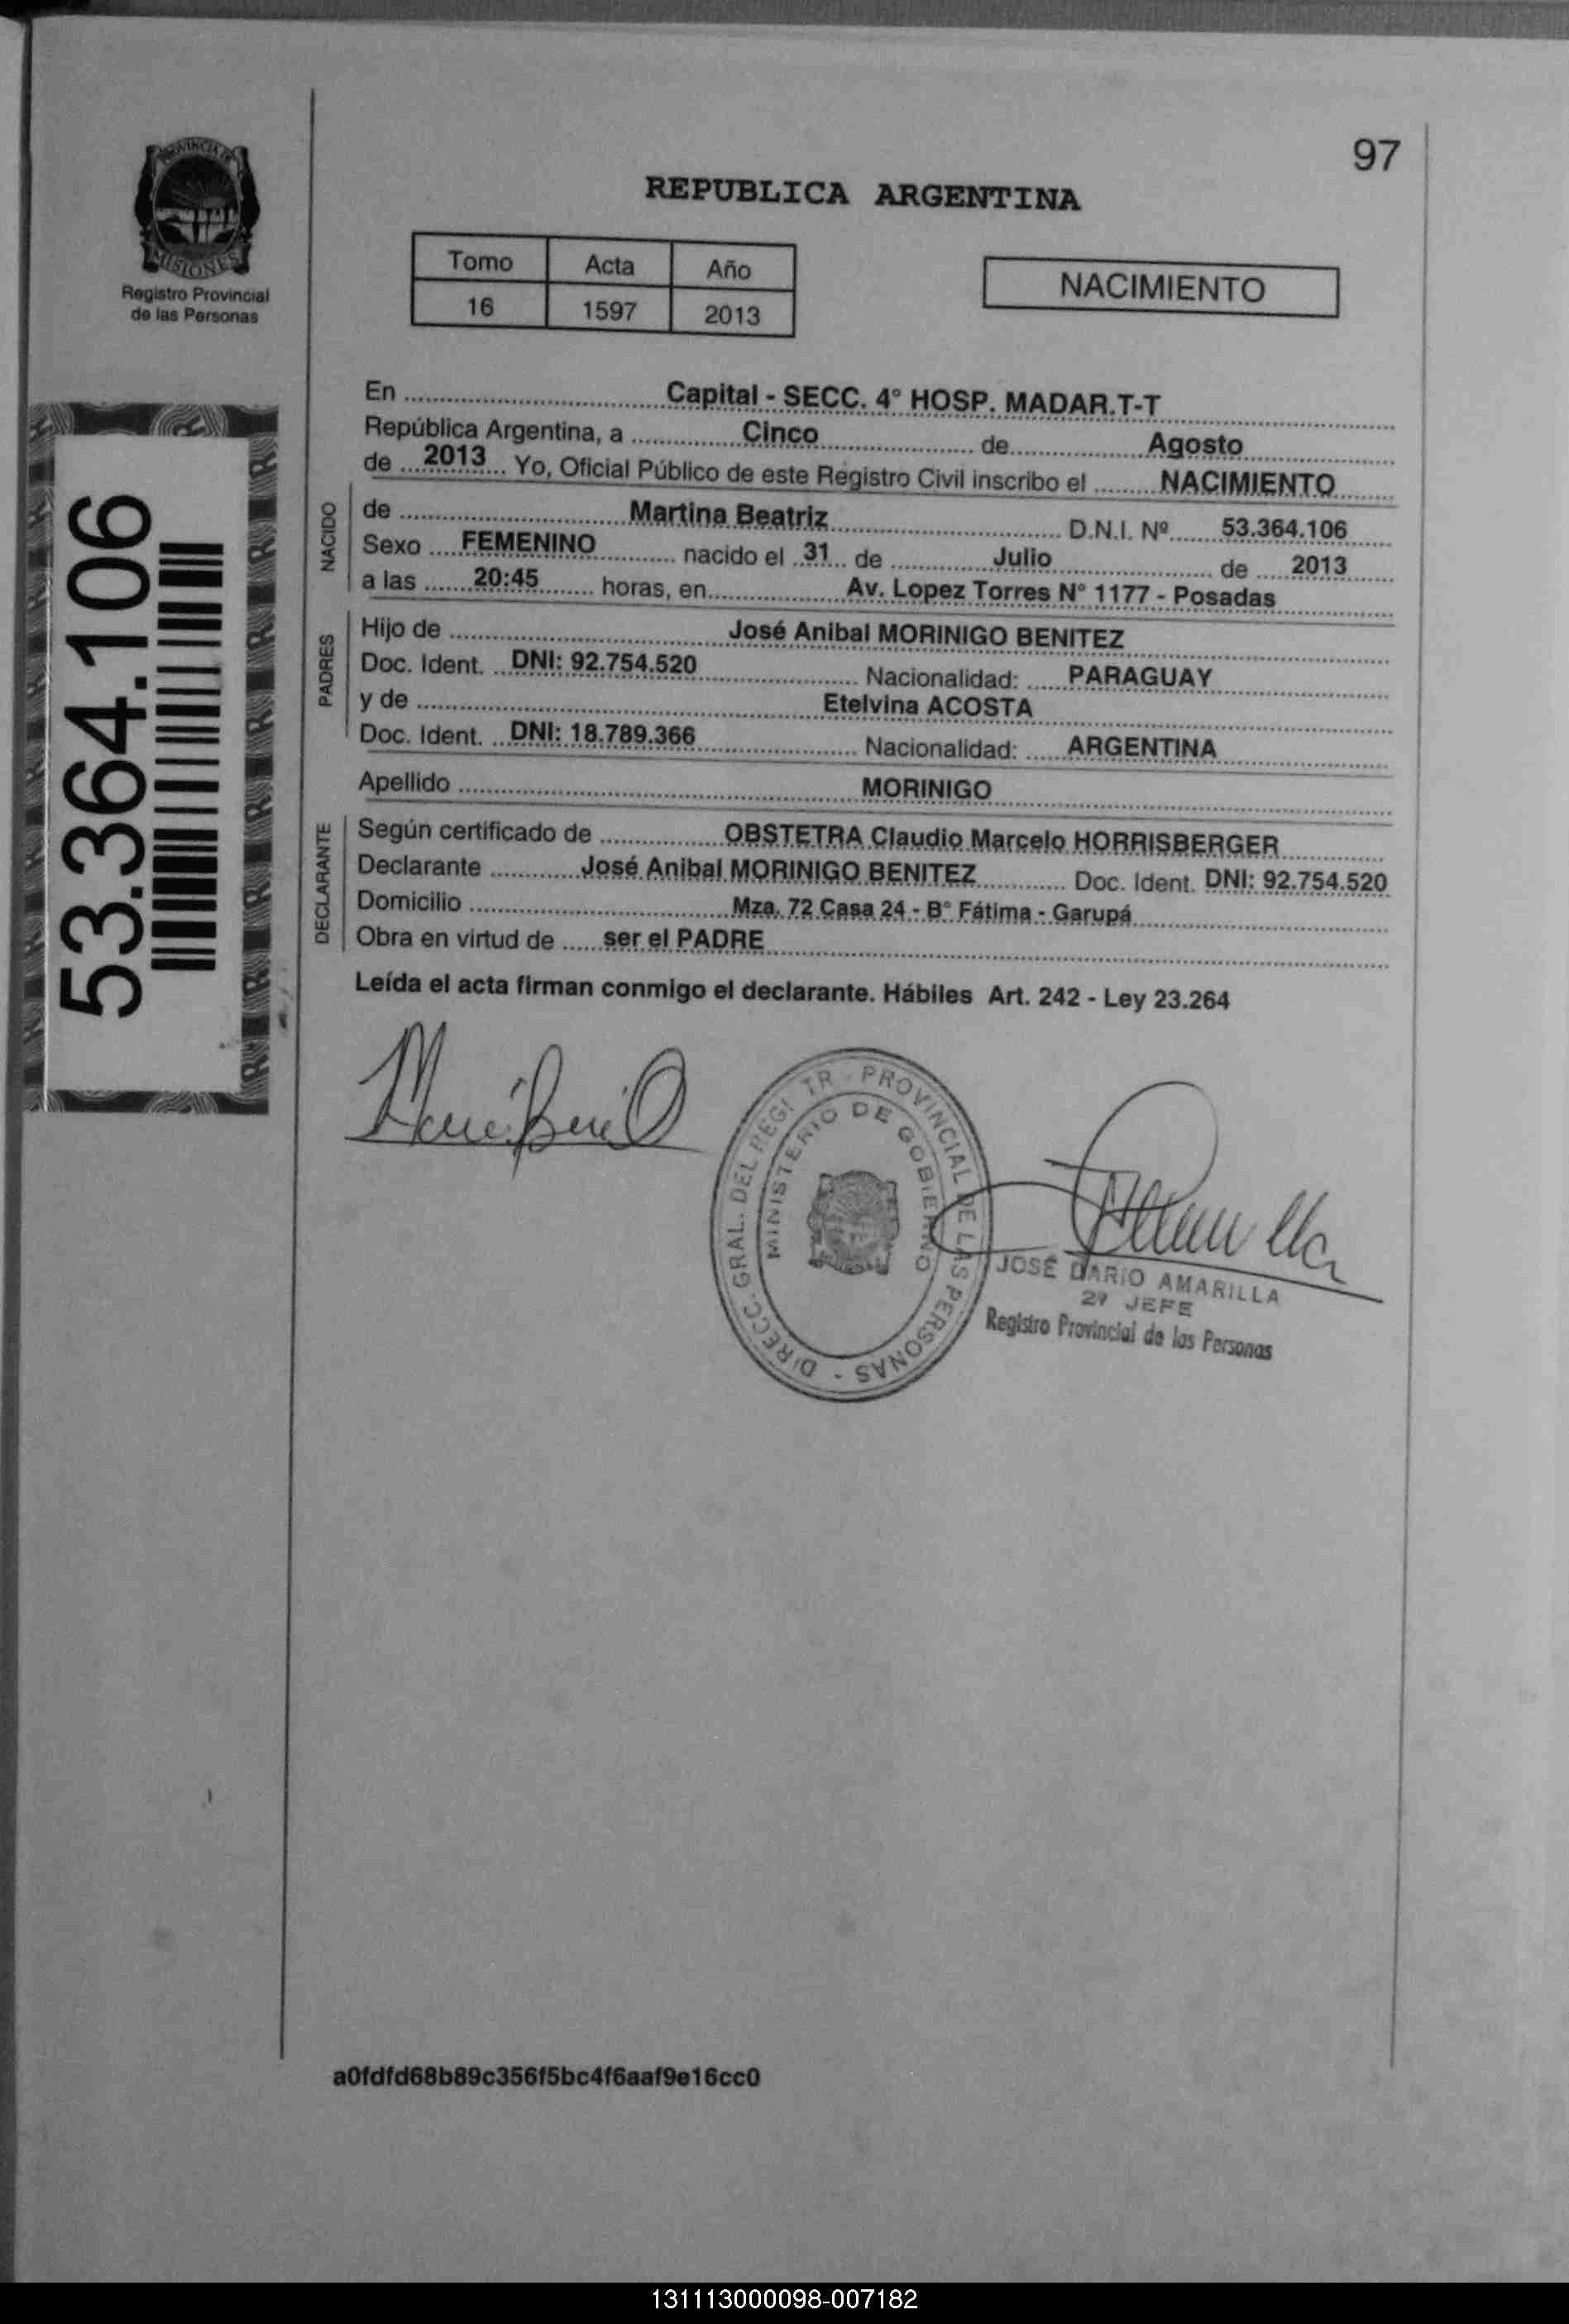 97
REPUBLICA ARGENTINA
PROVINCIA DE
MISIONES
Registro Provincial
de las Personas
Tomo Acta Año
16 1597 2013
NACIMIENTO
53.364.106
En Capital - SECC. 4° HOSP. MADAR.T-T
República Argentina, a Cinco de Agosto
de 2013 Yo, Oficial Público de este Registro Civil inscribo el NACIMIENTO
NACIDO
de Martina Beatriz D.N.I. Nº 53.364.106
Sexo FEMENINO nacido el 31 de Julio de 2013
a las 20:45 horas, en Av. Lopez Torres N° 1177 - Posadas
PADRES
Hijo de José Anibal MORINIGO BENITEZ
Doc. Ident. DNI: 92.754.520 Nacionalidad: PARAGUAY
y de Etelvina ACOSTA
Doc. Ident. DNI: 18.789.366 Nacionalidad: ARGENTINA
Apellido MORINIGO
DECLARANTE
Según certificado de OBSTETRA Claudio Marcelo HORRISBERGER
Declarante José Anibal MORINIGO BENITEZ Doc. Ident. DNI: 92.754.520
Domicilio Mza. 72 Casa 24 - B° Fátima - Garupá
Obra en virtud de ser el PADRE
Leída el acta firman conmigo el declarante. Hábiles Art. 242 - Ley 23.264
DIRECC. GRAL. DEL REGI TR - PROVINCIAL DE LAS PERSONAS -
MINISTERIO DE GOBIERNO
JOSÉ DARIO AMARILLA
2º JEFE
Registro Provincial de las Personas
a0fdfd68b89c356f5bc4f6aaf9e16cc0
131113000098-007182